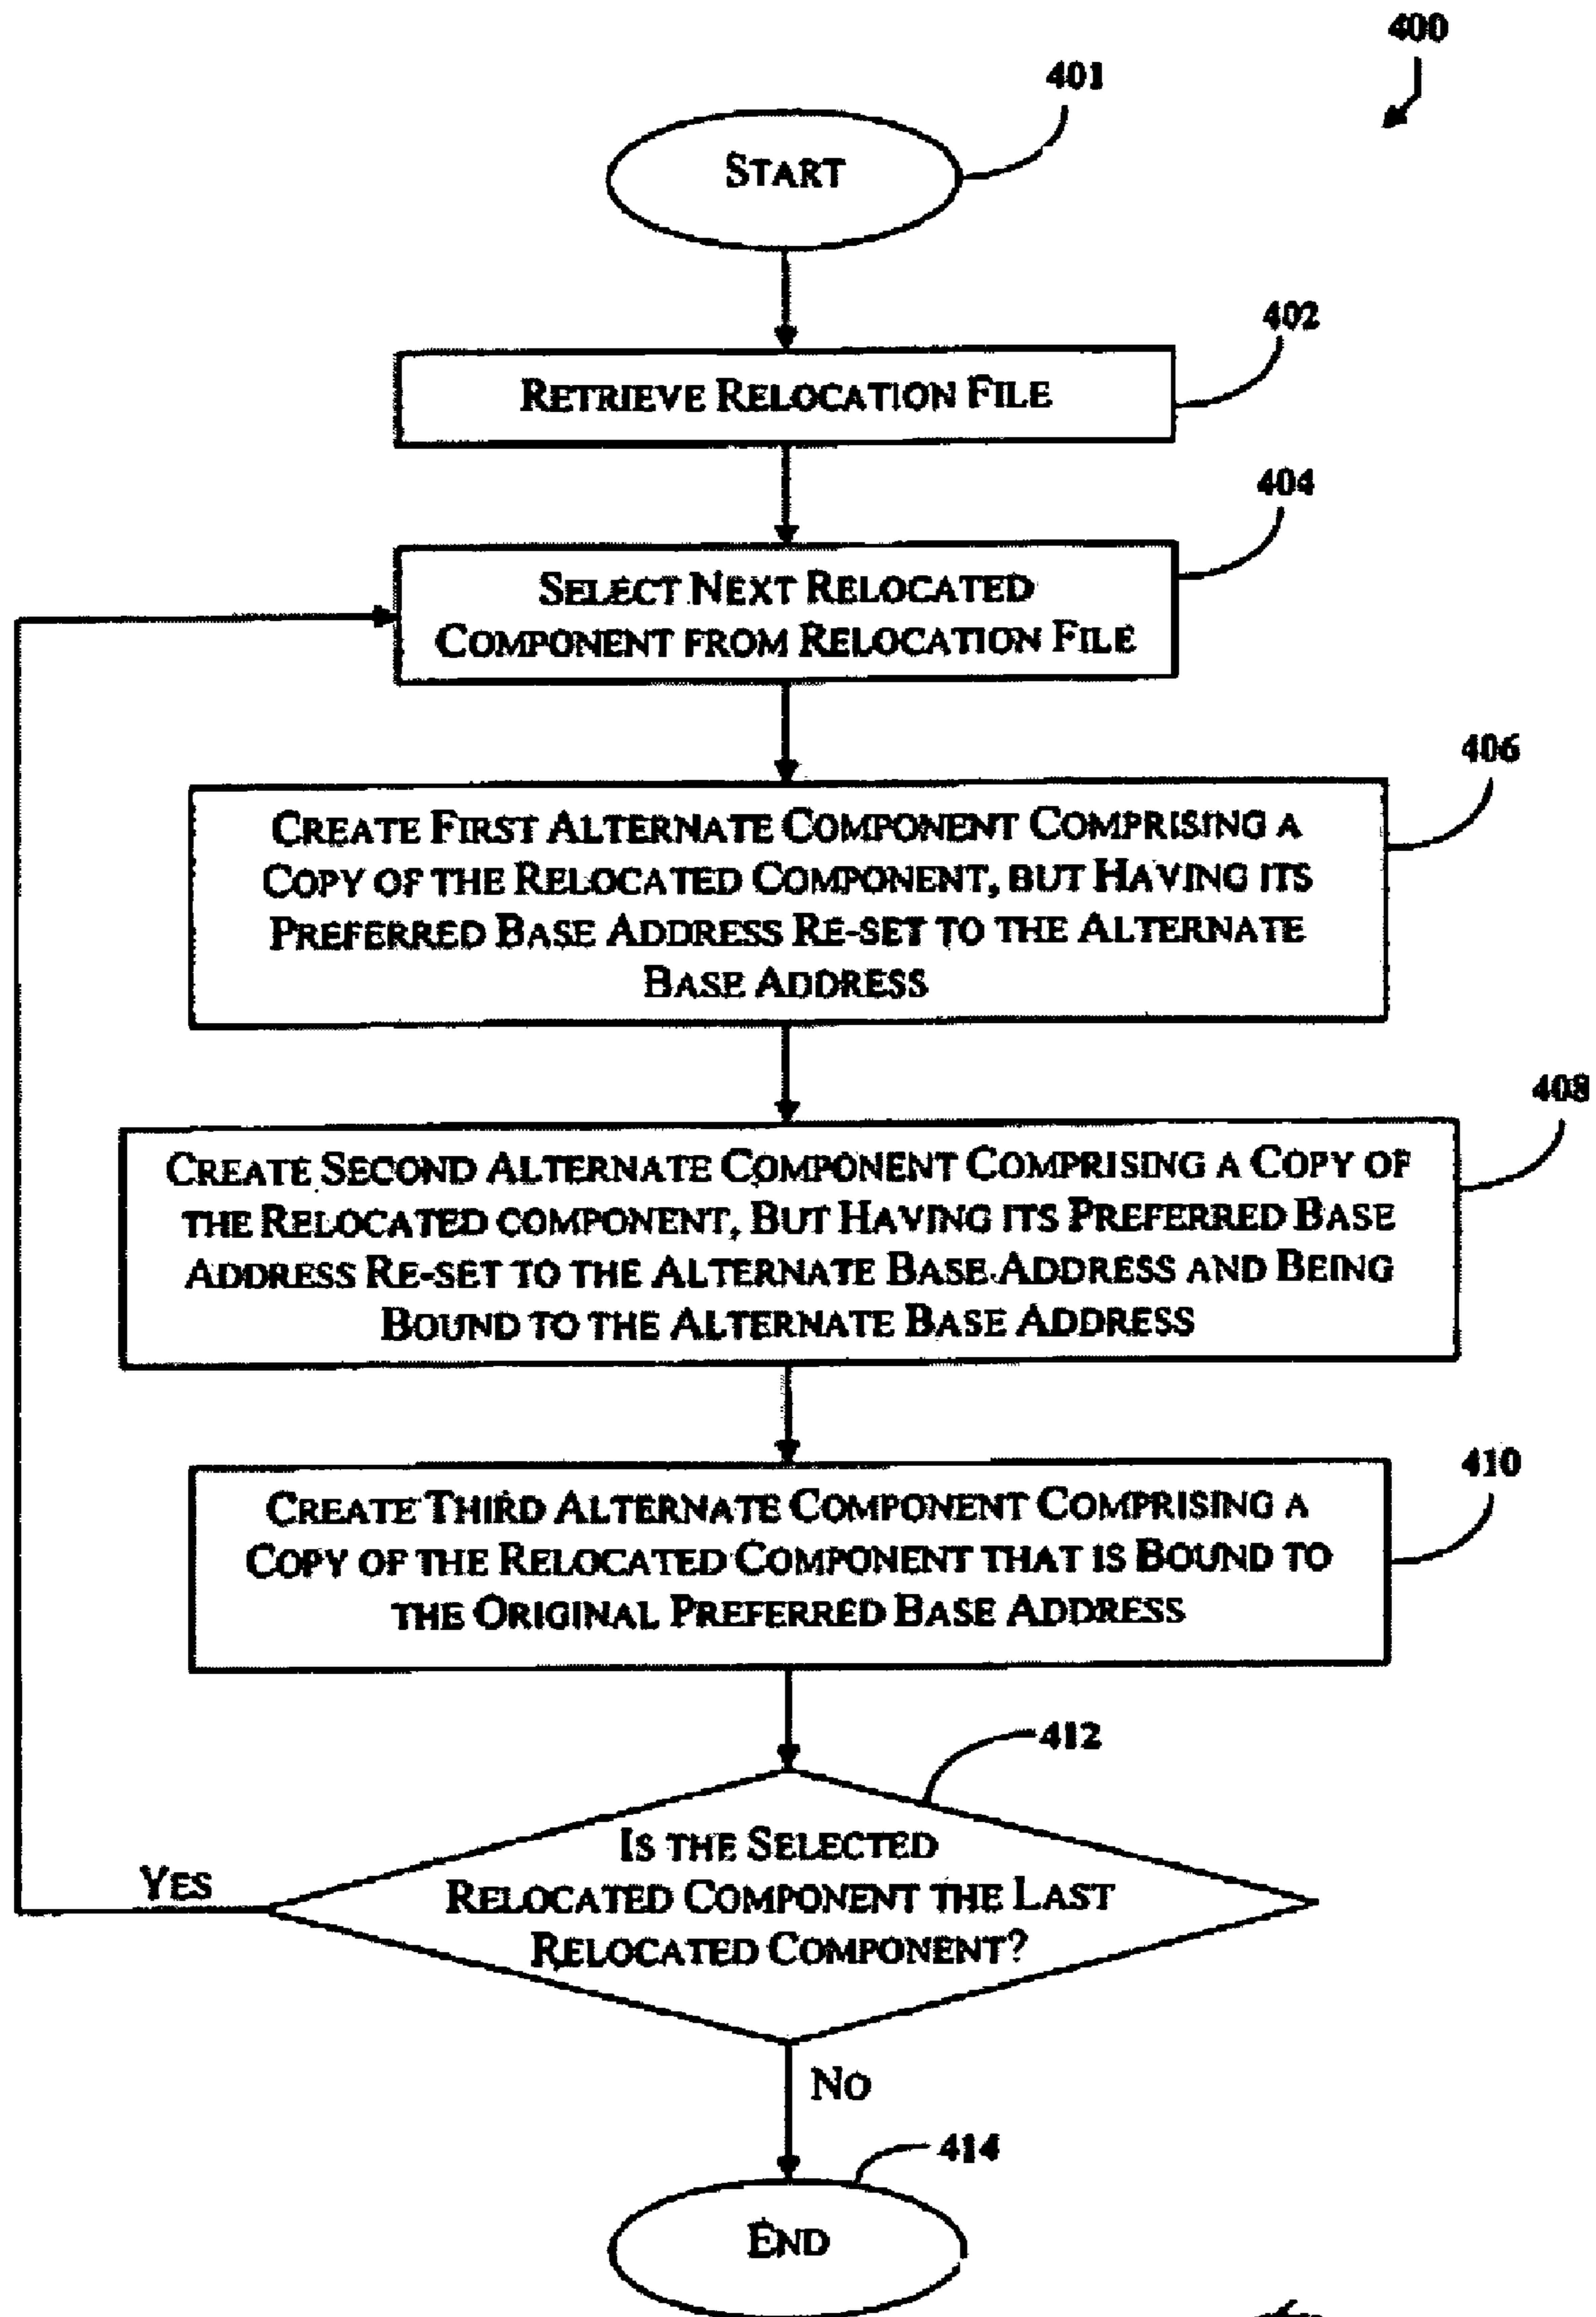 400
401
START
402
RETRIEVE RELOCATION FILE
404
SELECT NEXT RELOCATED
COMPONENT FROM RELOCATION FILE
406
CREATE FIRST ALTERNATE COMPONENT COMPRISING A
COPY OF THE RELOCATED COMPONENT, BUT HAVING ITS
PREFERRED BASE ADDRESS RE-SET TO THE ALTERNATE
BASE ADDRESS
408
CREATE SECOND ALTERNATE COMPONENT COMPRISING A COPY OF
THE RELOCATED COMPONENT, BUT HAVING ITS PREFERRED BASE
ADDRESS RE-SET TO THE ALTERNATE BASE ADDRESS AND BEING
BOUND TO THE ALTERNATE BASE ADDRESS
410
CREATE THIRD ALTERNATE COMPONENT COMPRISING A
COPY OF THE RELOCATED COMPONENT THAT IS BOUND TO
THE ORIGINAL PREFERRED BASE ADDRESS
412
IS THE SELECTED
RELOCATED COMPONENT THE LAST
RELOCATED COMPONENT?
YES
NO
414
END